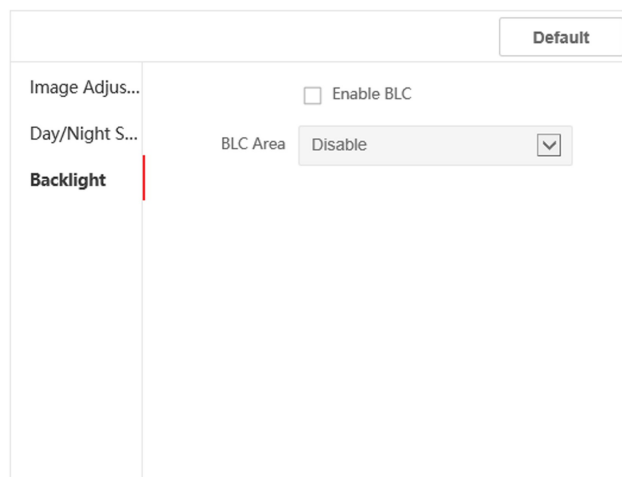 Default
Image Adjus...
Enable BLC
Day/Night S...
BLC Area Disable
Backlight